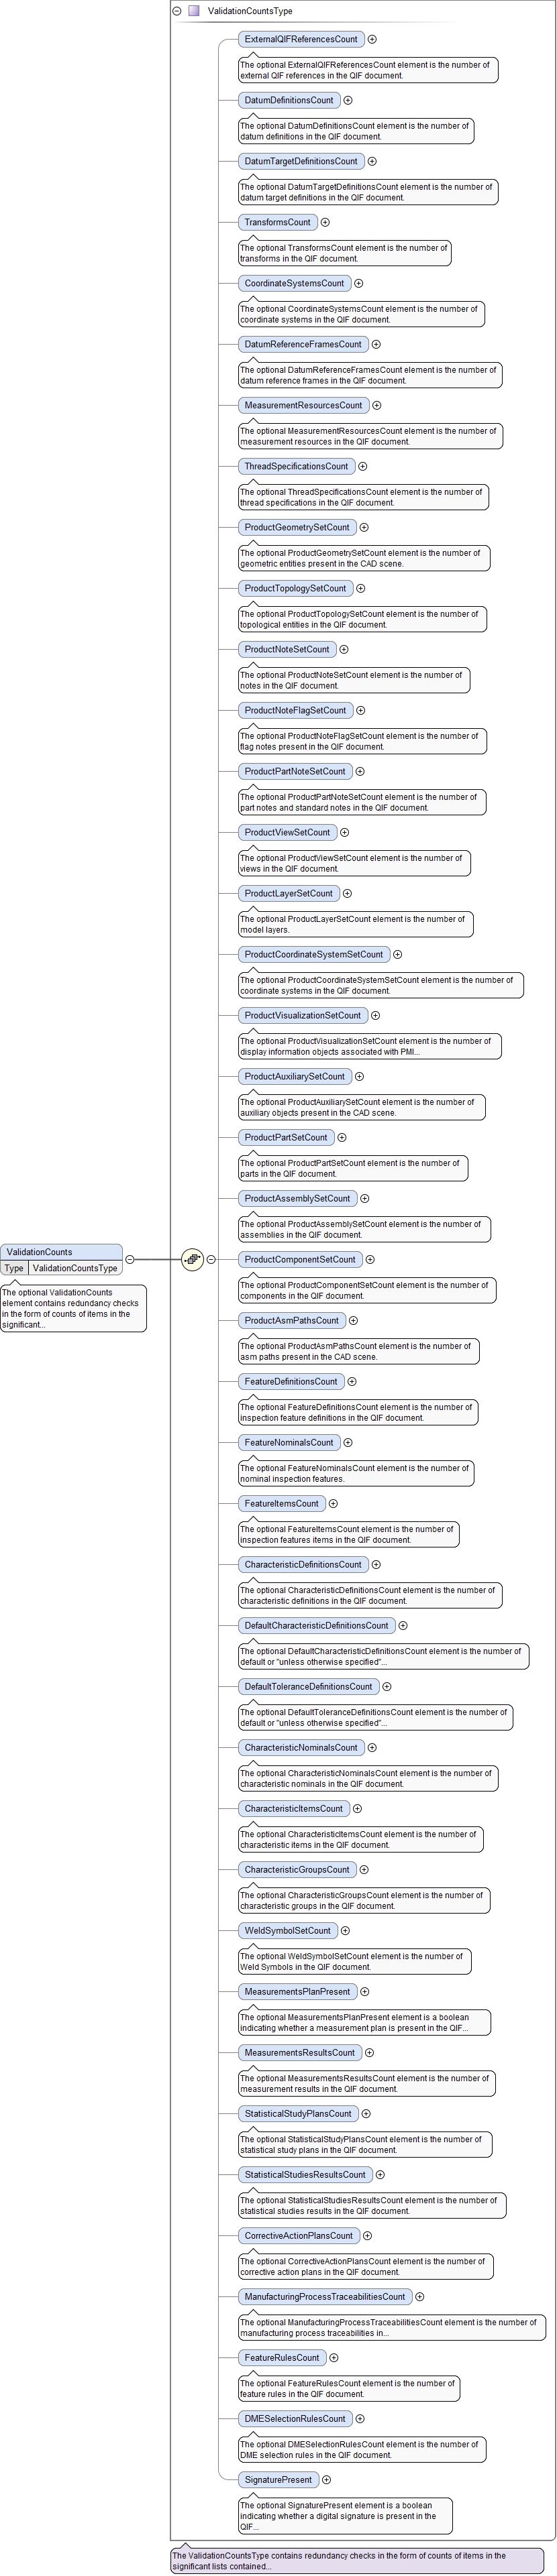 ValidationCountsType
ExternalQIFReferencesCount
The optional ExternalQIFReferencesCount element is the number of
external QIF references in the QIF document.
DatumDefinitionsCount
The optional DatumDefinitionsCount element is the number of
datum definitions in the QIF document.
DatumTargetDefinitionsCount
The optional DatumTargetDefinitionsCount element is the number of
datum target definitions in the QIF document.
TransformsCount
The optional TransformsCount element is the number of
transforms in the QIF document.
CoordinateSystemsCount
The optional CoordinateSystemsCount element is the number of
coordinate systems in the QIF document.
DatumReferenceFramesCount
The optional DatumReferenceFramesCount element is the number of
datum reference frames in the QIF document.
MeasurementResourcesCount
The optional MeasurementResourcesCount element is the number of
measurement resources in the QIF document.
ThreadSpecificationsCount
The optional ThreadSpecificationsCount element is the number of
thread specifications in the QIF document.
ProductGeometrySetCount
The optional ProductGeometrySetCount element is the number of
geometric entities present in the CAD scene.
ProductTopologySetCount
The optional ProductTopologySetCount element is the number of
topological entities in the QIF document.
ProductNoteSetCount
The optional ProductNoteSetCount element is the number of
notes in the QIF document.
ProductNoteFlagSetCount
The optional ProductNoteFlagSetCount element is the number of
flag notes present in the QIF document.
ProductPartNoteSetCount
The optional ProductPartNoteSetCount element is the number of
part notes and standard notes in the QIF document.
ProductViewSetCount
The optional ProductViewSetCount element is the number of
views in the QIF document.
ProductLayerSetCount
The optional ProductLayerSetCount element is the number of
model layers.
ProductCoordinateSystemSetCount
The optional ProductCoordinateSystemSetCount element is the number of
coordinate systems in the QIF document.
ProductVisualizationSetCount
The optional ProductVisualizationSetCount element is the number of
display information objects associated with PMI...
ProductAuxiliarySetCount
The optional ProductAuxiliarySetCount element is the number of
auxiliary objects present in the CAD scene.
ProductPartSetCount
The optional ProductPartSetCount element is the number of
parts in the QIF document.
ProductAssemblySetCount
The optional ProductAssemblySetCount element is the number of
assemblies in the QIF document.
ValidationCounts
Type ValidationCountsType
The optional ValidationCounts
element contains redundancy checks
in the form of counts of items in the
significant...
ProductComponentSetCount
The optional ProductComponentSetCount element is the number of
components in the QIF document.
ProductAsmPathsCount
The optional ProductAsmPathsCount element is the number of
asm paths present in the CAD scene.
FeatureDefinitionsCount
The optional FeatureDefinitionsCount element is the number of
inspection feature definitions in the QIF document.
FeatureNominalsCount
The optional FeatureNominalsCount element is the number of
nominal inspection features.
FeatureItemsCount
The optional FeatureItemsCount element is the number of
inspection features items in the QIF document.
CharacteristicDefinitionsCount
The optional CharacteristicDefinitionsCount element is the number of
characteristic definitions in the QIF document.
DefaultCharacteristicDefinitionsCount
The optional DefaultCharacteristicDefinitionsCount element is the number of
default or "unless otherwise specified"...
DefaultToleranceDefinitionsCount
The optional DefaultToleranceDefinitionsCount element is the number of
default or "unless otherwise specified"...
CharacteristicNominalsCount
The optional CharacteristicNominalsCount element is the number of
characteristic nominals in the QIF document.
CharacteristicItemsCount
The optional CharacteristicItemsCount element is the number of
characteristic items in the QIF document.
CharacteristicGroupsCount
The optional CharacteristicGroupsCount element is the number of
characteristic groups in the QIF document.
WeldSymbolSetCount
The optional WeldSymbolSetCount element is the number of
Weld Symbols in the QIF document.
MeasurementsPlanPresent
The optional MeasurementsPlanPresent element is a boolean
indicating whether a measurement plan is present in the QIF...
MeasurementsResultsCount
The optional MeasurementsResultsCount element is the number of
measurement results in the QIF document.
StatisticalStudyPlansCount
The optional StatisticalStudyPlansCount element is the number of
statistical study plans in the QIF document.
StatisticalStudiesResultsCount
The optional StatisticalStudiesResultsCount element is the number of
statistical studies results in the QIF document.
CorrectiveActionPlansCount
The optional CorrectiveActionPlansCount element is the number of
corrective action plans in the QIF document.
ManufacturingProcessTraceabilitiesCount
The optional ManufacturingProcessTraceabilitiesCount element is the number of
manufacturing process traceabilities in...
FeatureRulesCount
The optional FeatureRulesCount element is the number of
feature rules in the QIF document.
DMESelectionRulesCount
The optional DMESelectionRulesCount element is the number of
DME selection rules in the QIF document.
SignaturePresent
The optional SignaturePresent element is a boolean
indicating whether a digital signature is present in the
QIF...
The ValidationCountsType contains redundancy checks in the form of counts of items in the
significant lists contained...